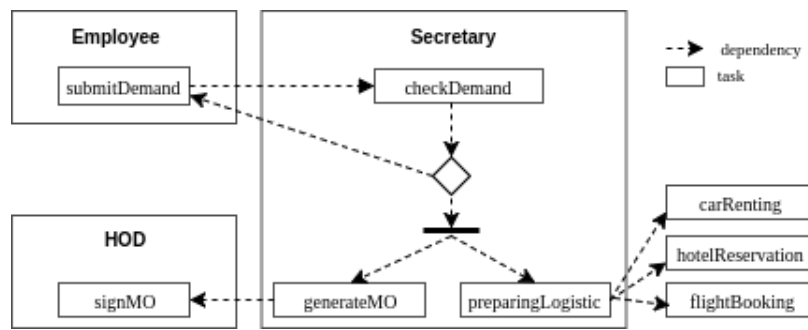 Employee
Secretary
submitDemand
checkDemand
dependency
task
HOD
signMO
generateMO
preparingLogistic
carRenting
hotelReservation
flightBooking